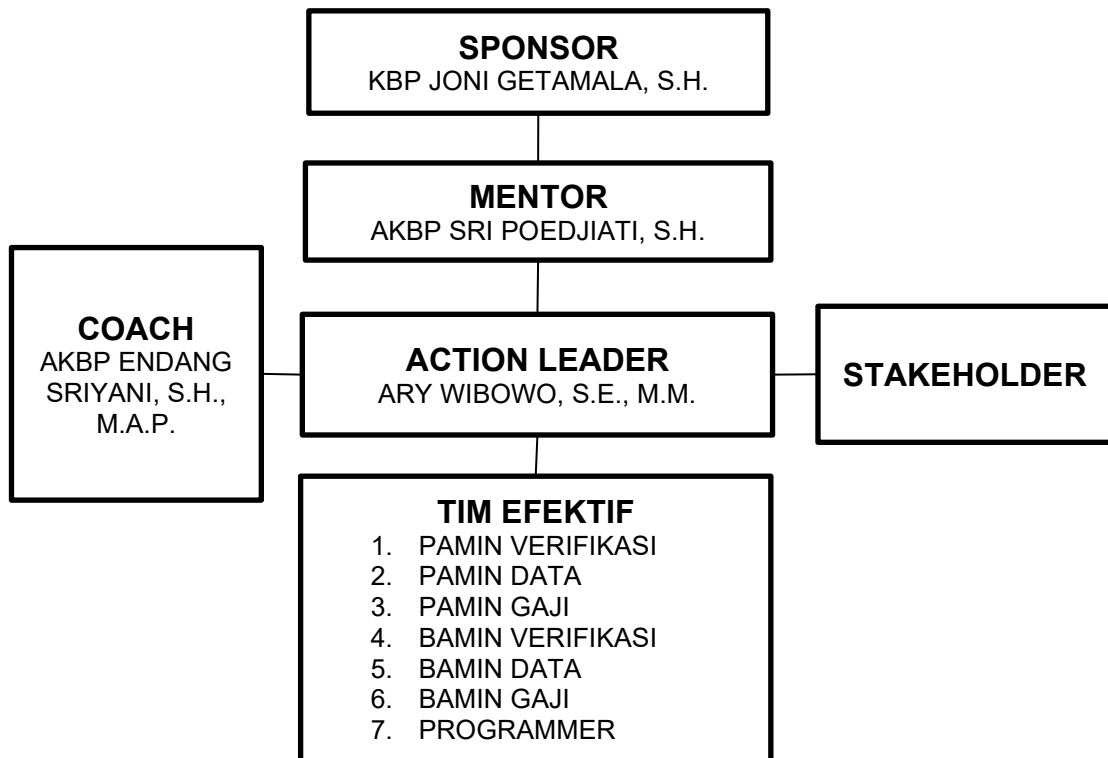 SPONSOR
KBP JONI GETAMALA, S.H.
MENTOR
AKBP SRI POEDJIATI, S.H.
COACH
AKBP ENDANG
SRIYANI, S.H.,
M.A.P.
ACTION LEADER
ARY WIBOWO, S.E., M.M.
STAKEHOLDER
TIM EFEKTIF
1. PAMIN VERIFIKASI
2. PAMIN DATA
3. PAMIN GAJI
4. BAMIN VERIFIKASI
5. BAMIN DATA
6. BAMIN GAJI
7. PROGRAMMER